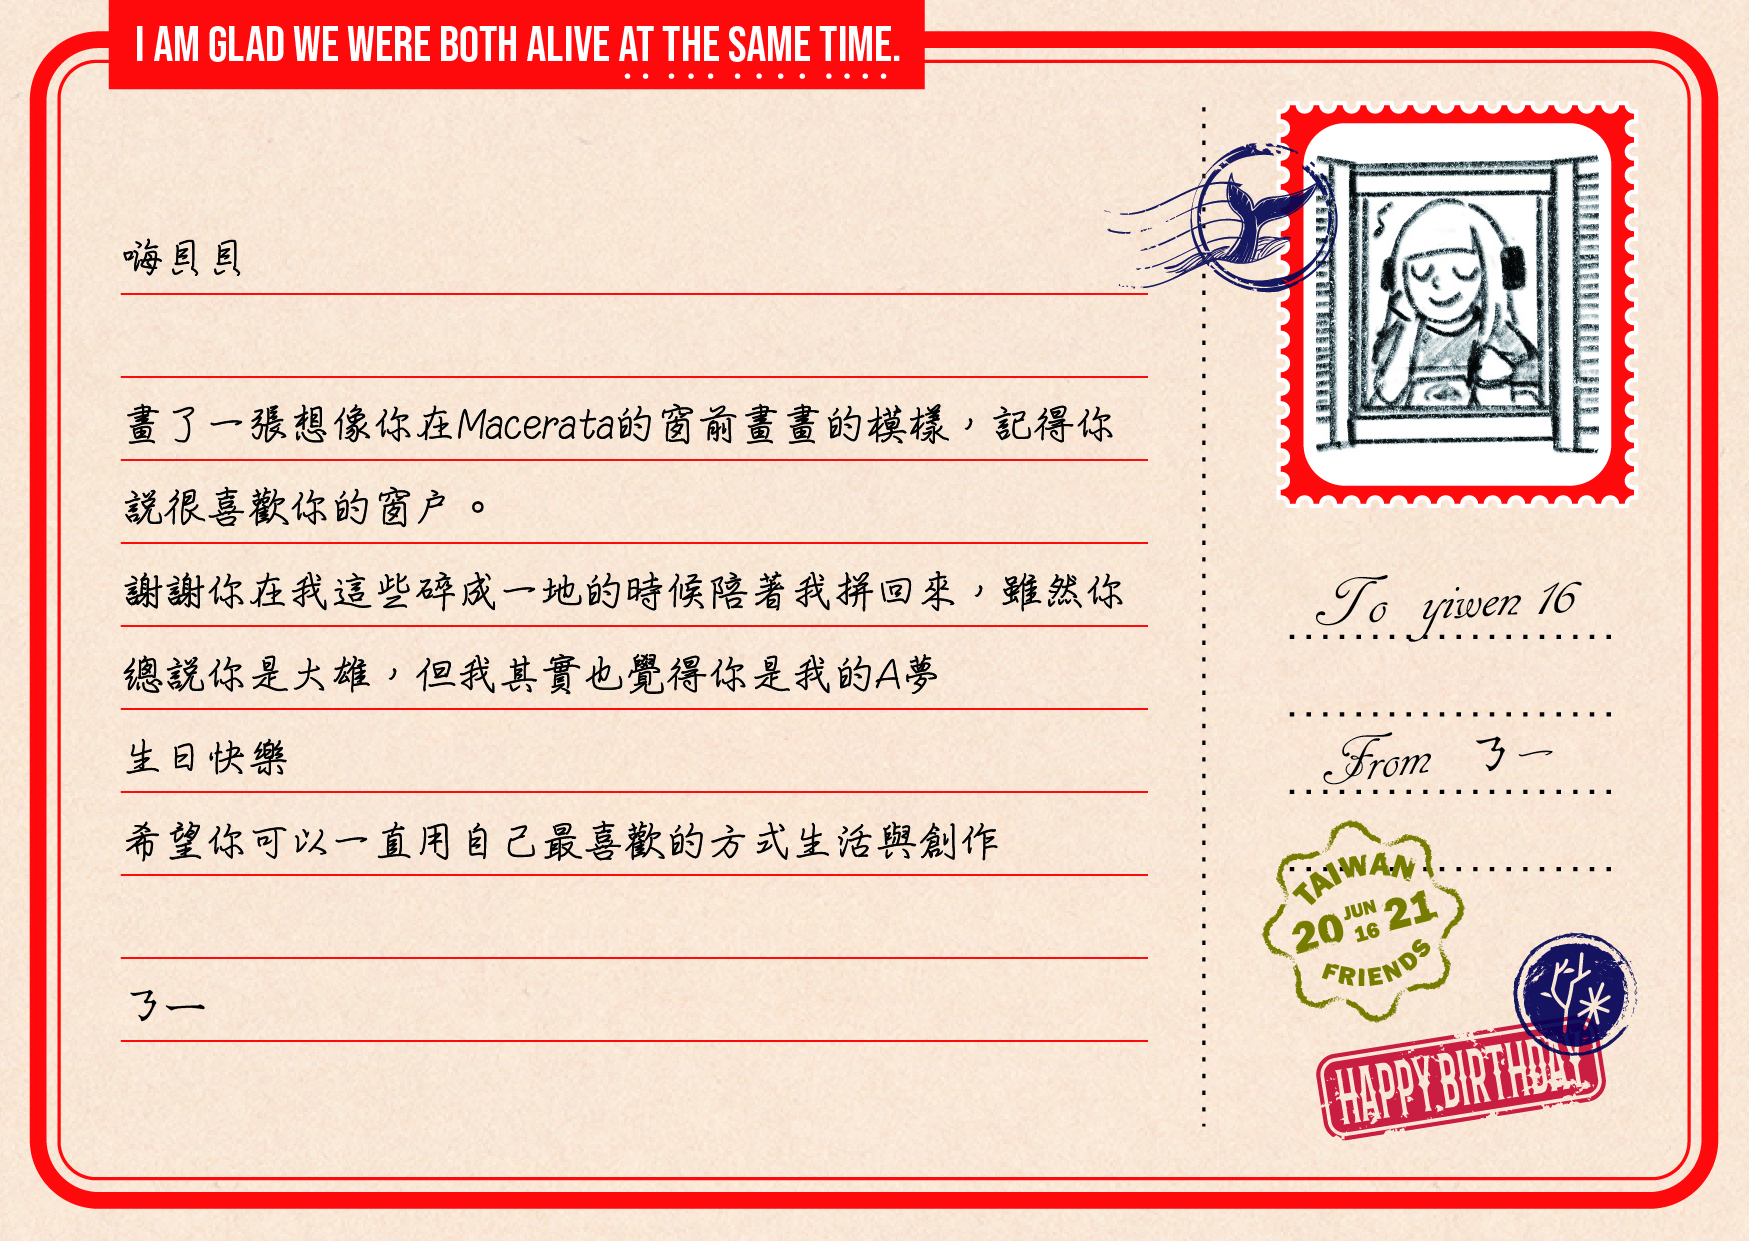 I AM GLAD WE WERE BOTH ALIVE AT THE SAME TIME.
嗨貝貝
畫了一張想像你在Macerata的窗前畫畫的模樣，記得你
說很喜歡你的窗戶。
謝謝你在我這些碎成一地的時候陪著我拼回來，雖然你
總說你是大雄，但我其實也覺得你是我的A夢
生日快樂
希望你可以一直用自己最喜歡的方式生活與創作
ㄋ一
To yiwen 16
From ㄋ一
TAIWAN
20 JUN 16 21
FRIENDS
HAPPY BIRTHDAY